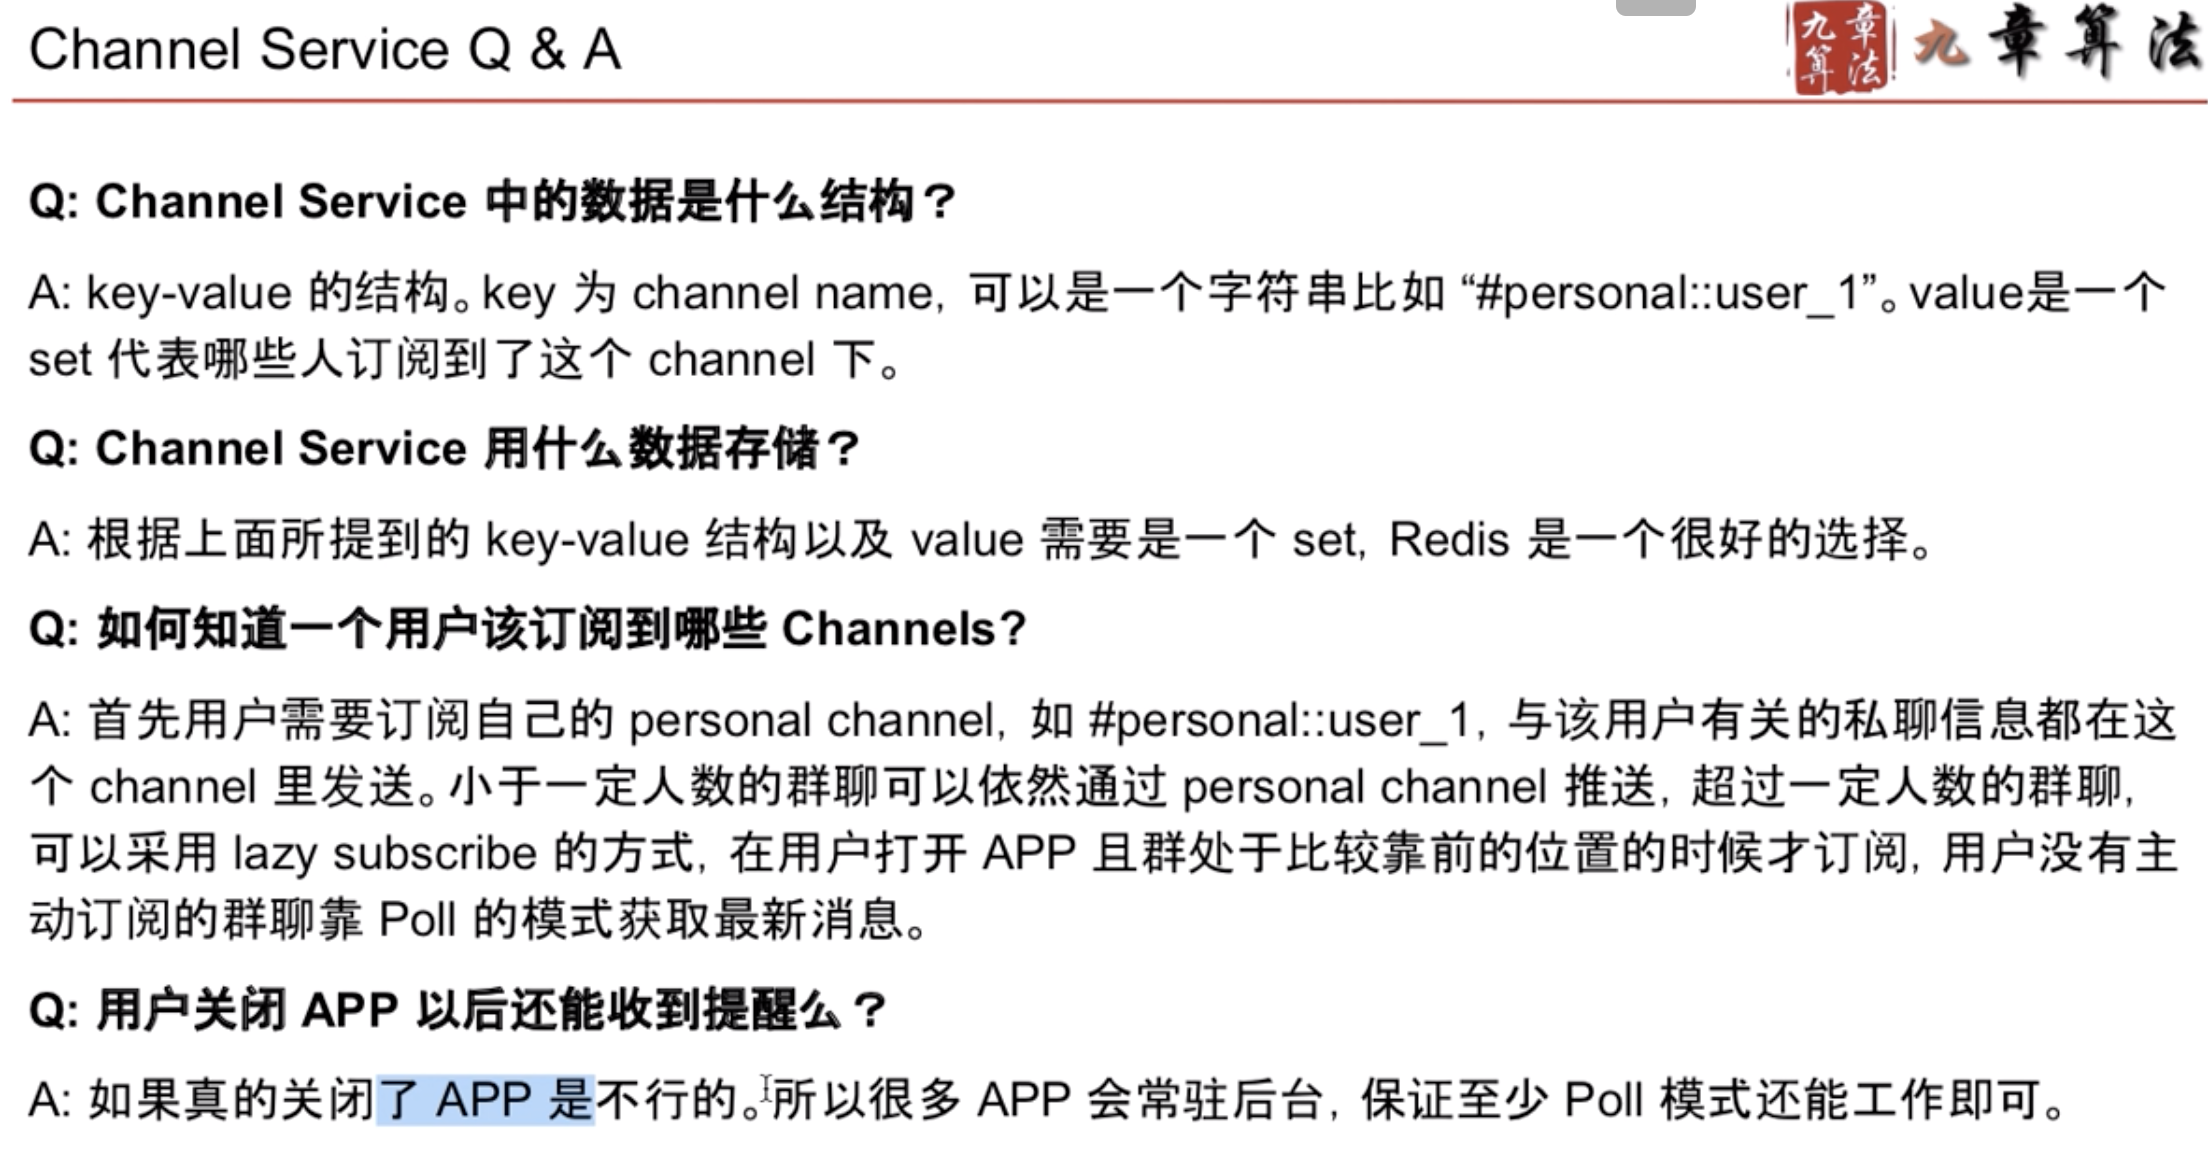 Channel Service Q & A
九章算法 九章算法
Q: Channel Service 中的数据是什么结构？
A: key-value 的结构。key 为 channel name, 可以是一个字符串比如 “#personal::user_1”。value是一个
set 代表哪些人订阅到了这个 channel 下。
Q: Channel Service 用什么数据存储？
A: 根据上面所提到的 key-value 结构以及 value 需要是一个 set, Redis 是一个很好的选择。
Q: 如何知道一个用户该订阅到哪些 Channels?
A: 首先用户需要订阅自己的 personal channel, 如 #personal::user_1, 与该用户有关的私聊信息都在这
个 channel 里发送。小于一定人数的群聊可以依然通过 personal channel 推送, 超过一定人数的群聊,
可以采用 lazy subscribe 的方式, 在用户打开 APP 且群处于比较靠前的位置的时候才订阅, 用户没有主
动订阅的群聊靠 Poll 的模式获取最新消息。
Q: 用户关闭 APP 以后还能收到提醒么？
A: 如果真的关闭了 APP 是不行的。所以很多 APP 会常驻后台, 保证至少 Poll 模式还能工作即可。